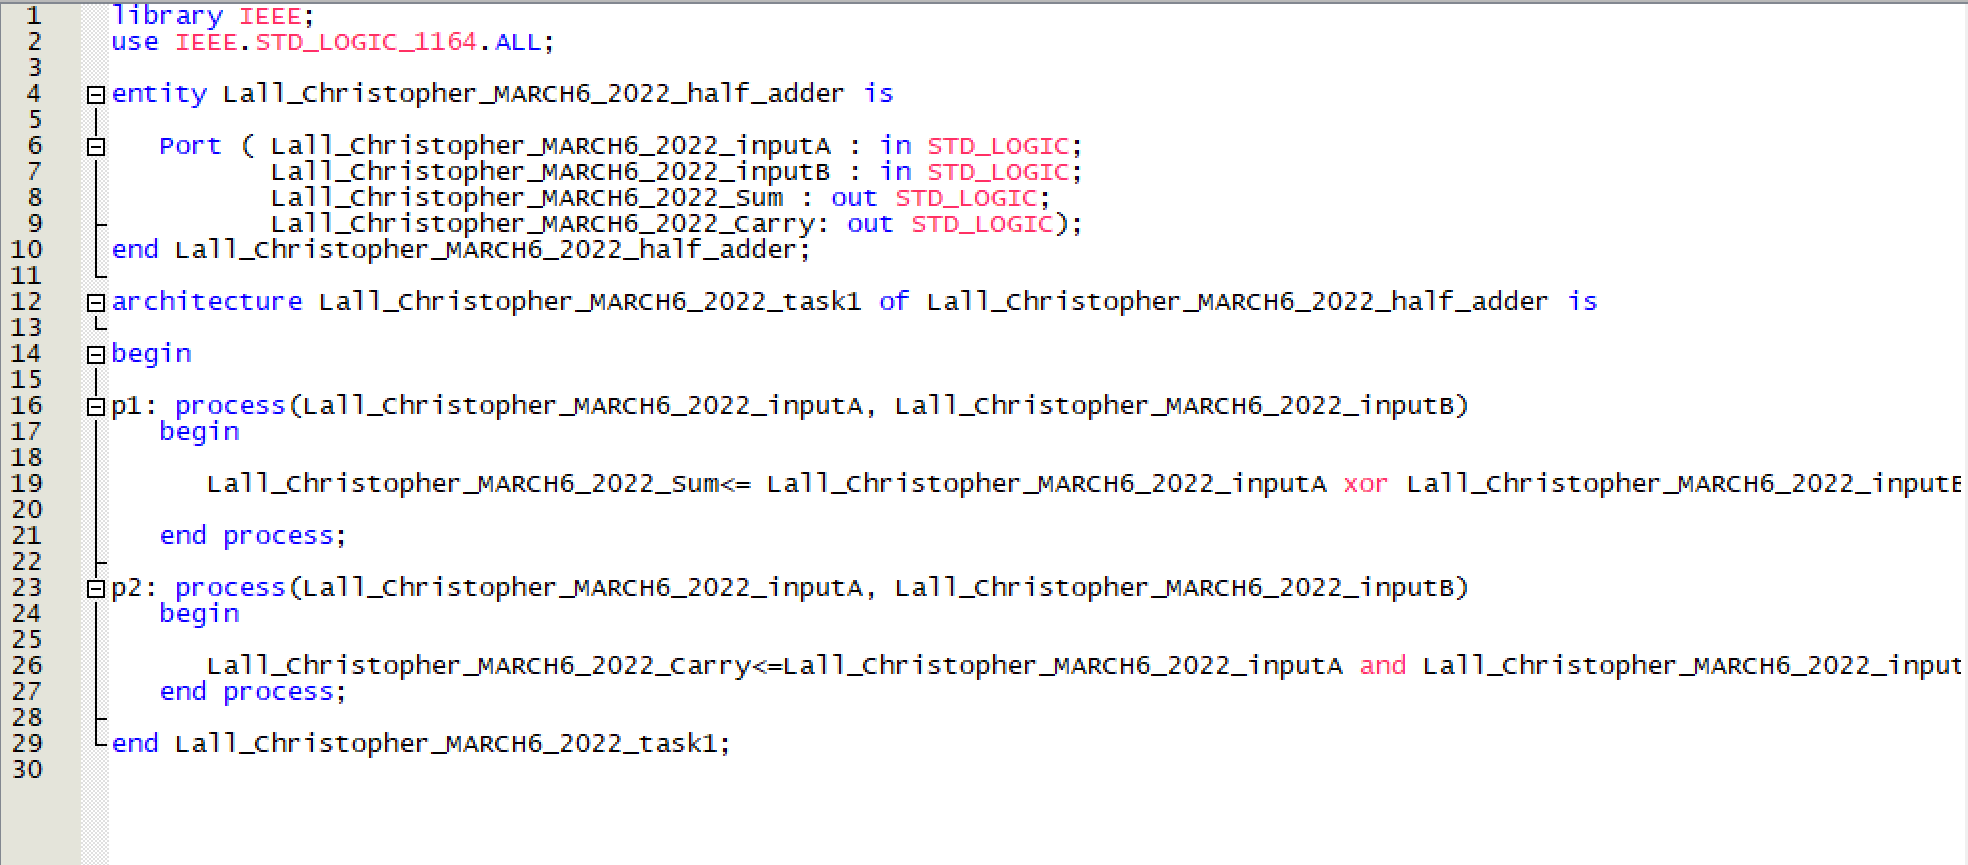 1 library IEEE;
2 use IEEE.STD_LOGIC_1164.ALL;
3
4 entity Lall_Christopher_MARCH6_2022_half_adder is
5
6 Port ( Lall_Christopher_MARCH6_2022_inputA : in STD_LOGIC;
7 Lall_Christopher_MARCH6_2022_inputB : in STD_LOGIC;
8 Lall_Christopher_MARCH6_2022_Sum : out STD_LOGIC;
9 Lall_Christopher_MARCH6_2022_Carry: out STD_LOGIC);
10 end Lall_Christopher_MARCH6_2022_half_adder;
11
12 architecture Lall_Christopher_MARCH6_2022_task1 of Lall_Christopher_MARCH6_2022_half_adder is
13
14 begin
15
16 p1: process(Lall_Christopher_MARCH6_2022_inputA, Lall_Christopher_MARCH6_2022_inputB)
17 begin
18
19 Lall_Christopher_MARCH6_2022_Sum<= Lall_Christopher_MARCH6_2022_inputA xor Lall_Christopher_MARCH6_2022_inputB
20
21 end process;
22
23 p2: process(Lall_Christopher_MARCH6_2022_inputA, Lall_Christopher_MARCH6_2022_inputB)
24 begin
25
26 Lall_Christopher_MARCH6_2022_Carry<=Lall_Christopher_MARCH6_2022_inputA and Lall_Christopher_MARCH6_2022_input
27 end process;
28
29 end Lall_Christopher_MARCH6_2022_task1;
30